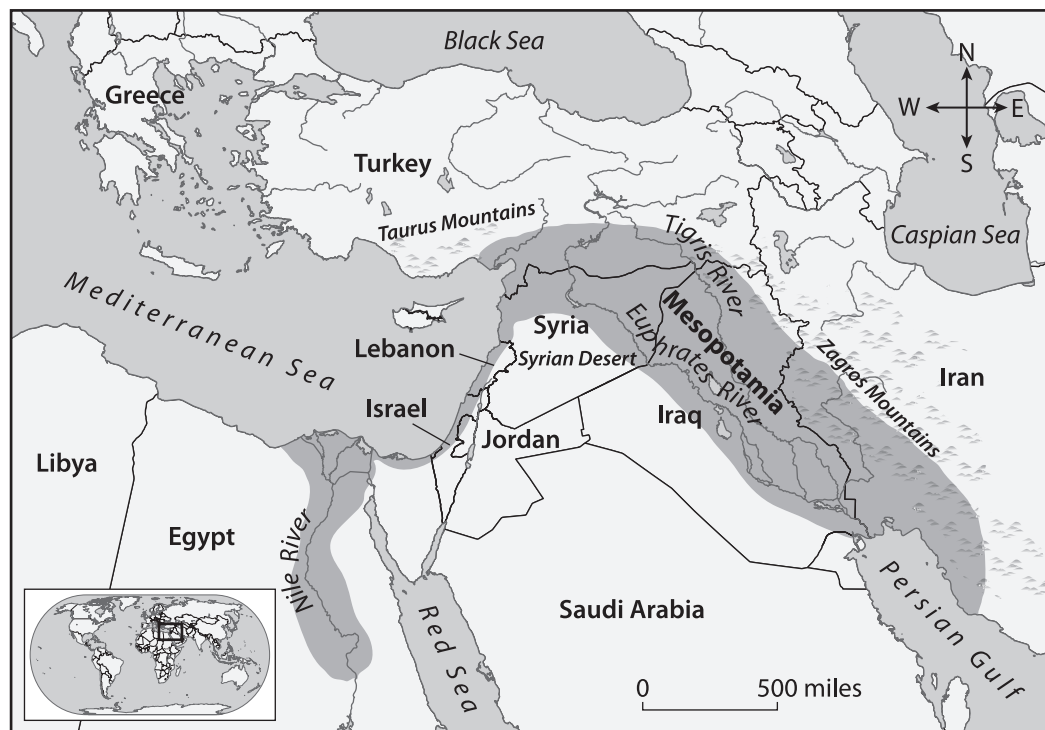 Black Sea
N
W
E
S
Greece
Turkey
Taurus Mountains
Tigris River
Caspian Sea
Mediterranean Sea
Mesopotamia
Syria
Syrian Desert
Euphrates River
Lebanon
Zagros Mountains
Iran
Israel
Iraq
Jordan
Libya
Egypt
Nile River
Saudi Arabia
Red Sea
Persian Gulf
0
500 miles